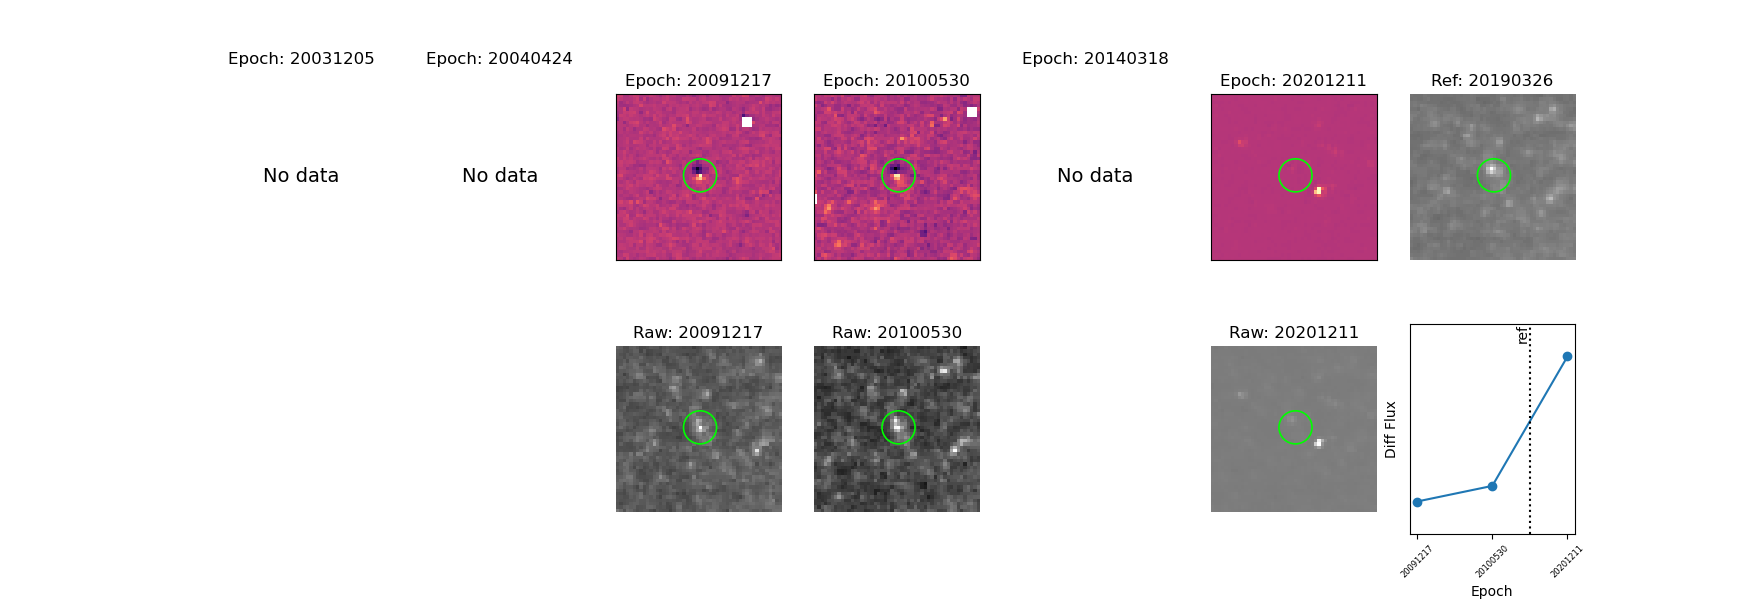 Epoch: 20031205
Epoch: 20040424
Epoch: 20140318
Epoch: 20091217
Epoch: 20100530
Epoch: 20201211
Ref: 20190326
No data
No data
No data
Raw: 20091217
Raw: 20100530
Raw: 20201211
ref
Diff Flux
20091217
20100530
20201211
Epoch